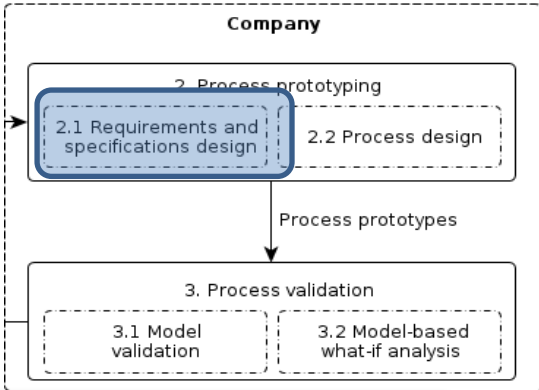 Company
2. Process prototyping
2.1 Requirements and
specifications design
2.2 Process design
Process prototypes
3. Process validation
3.1 Model
validation
3.2 Model-based
what-if analysis